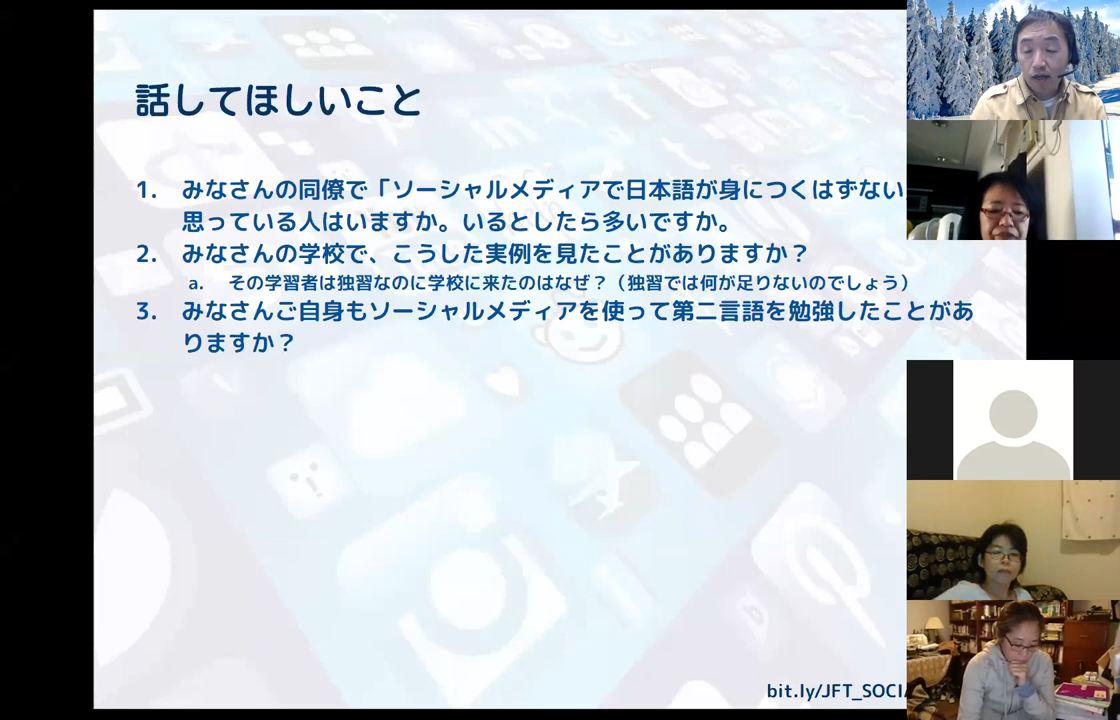 話してほしいこと
1. みなさんの同僚で「ソーシャルメディアで日本語が身につくはずない
思っている人はいますか。いるとしたら多いですか。
2. みなさんの学校で、こうした実例を見たことがありますか？
a. その学習者は独習なのに学校に来たのはなぜ？（独習では何が足りないのでしょう）
3. みなさんご自身もソーシャルメディアを使って第二言語を勉強したことがあ
りますか？
bit.ly/JFT_SOCI